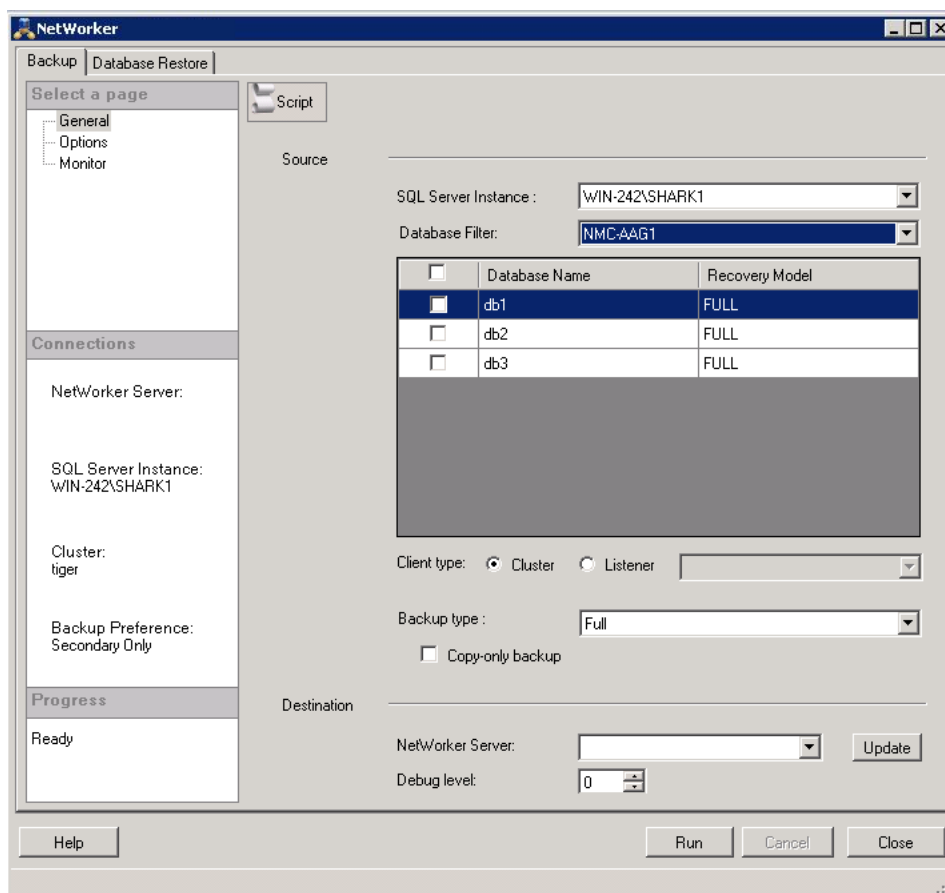 NetWorker
Backup Database Restore
Select a page
General
Options
Monitor
Connections
NetWorker Server:
SQL Server Instance:
WIN-242\SHARK1
Cluster:
tiger
Backup Preference:
Secondary Only
Progress
Ready
Script
Source
SQL Server Instance : WIN-242\SHARK1
Database Filter: NMC-AAG1
Database Name Recovery Model
db1 FULL
db2 FULL
db3 FULL
Client type: Cluster Listener
Backup type : Full
Copy-only backup
Destination
NetWorker Server: Update
Debug level: 0
Help Run Cancel Close